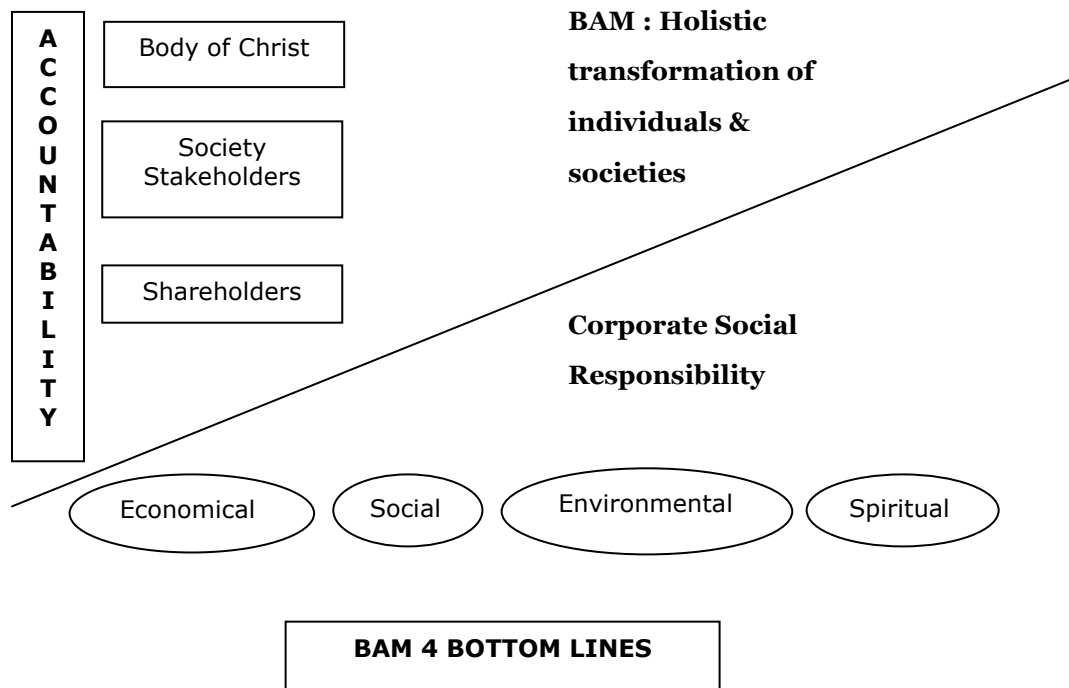 ACCOUNTABILITY
Body of Christ
Society
Stakeholders
Shareholders
BAM : Holistic
transformation of
individuals &
societies
Corporate Social
Responsibility
Economical
Social
Environmental
Spiritual
BAM 4 BOTTOM LINES